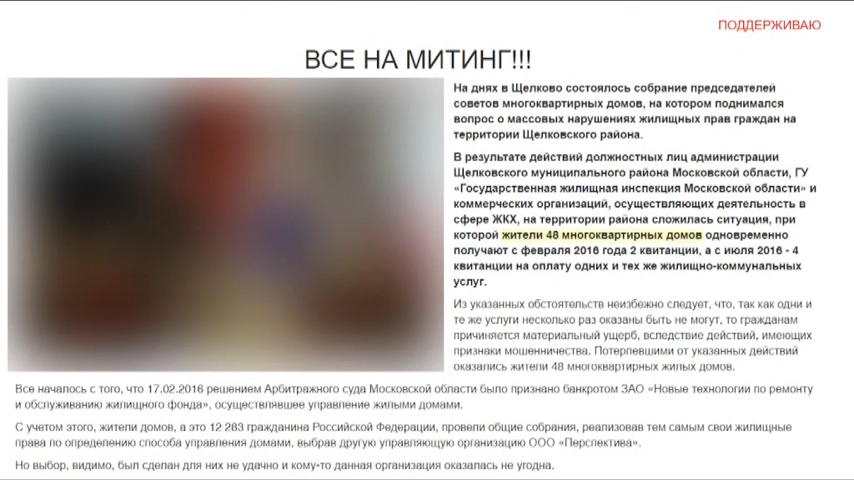 ПОДДЕРЖИВАЮ
ВСЕ НА МИТИНГ!!!
На днях в Щелково состоялось собрание председателей
советов многоквартирных домов, на котором поднимался
вопрос о массовых нарушениях жилищных прав граждан на
территории Щелковского района.
В результате действий должностных лиц администрации
Щелковского муниципального района Московской области, ГУ
«Государственная жилищная инспекция Московской области» и
коммерческих организаций, осуществляющих деятельность в
сфере ЖКХ, на территории района сложилась ситуация, при
которой жители 48 многоквартирных домов одновременно
получают с февраля 2016 года 2 квитанции, а с июля 2016 - 4
квитанции на оплату одних и тех же жилищно-коммунальных
услуг.
Из указанных обстоятельств неизбежно следует, что, так как одни и
те же услуги несколько раз оказаны быть не могут, то гражданам
причиняется материальный ущерб, вследствие действий, имеющих
признаки мошенничества. Потерпевшими от указанных действий
оказались жители 48 многоквартирных жилых домов.
Все началось с того, что 17.02.2016 решением Арбитражного суда Московской области было признано банкротом ЗАО «Новые технологии по ремонту
и обслуживанию жилищного фонда», осуществлявшее управление жилыми домами.
С учетом этого, жители домов, а это 12 283 гражданина Российской Федерации, провели общие собрания, реализовав тем самым свои жилищные
права по определению способа управления домами, выбрав другую управляющую организацию ООО «Перспектива».
Но выбор, видимо, был сделан для них не удачно и кому-то данная организация оказалась не угодна.